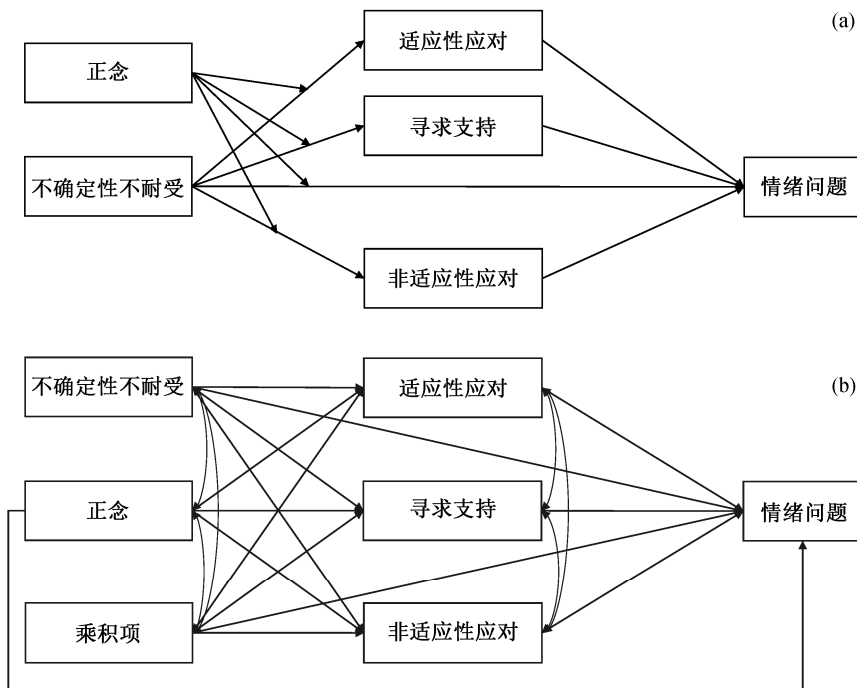 (a)
适应性应对
正念
寻求支持
不确定性不耐受
情绪问题
非适应性应对
不确定性不耐受
适应性应对
(b)
正念
寻求支持
情绪问题
乘积项
非适应性应对